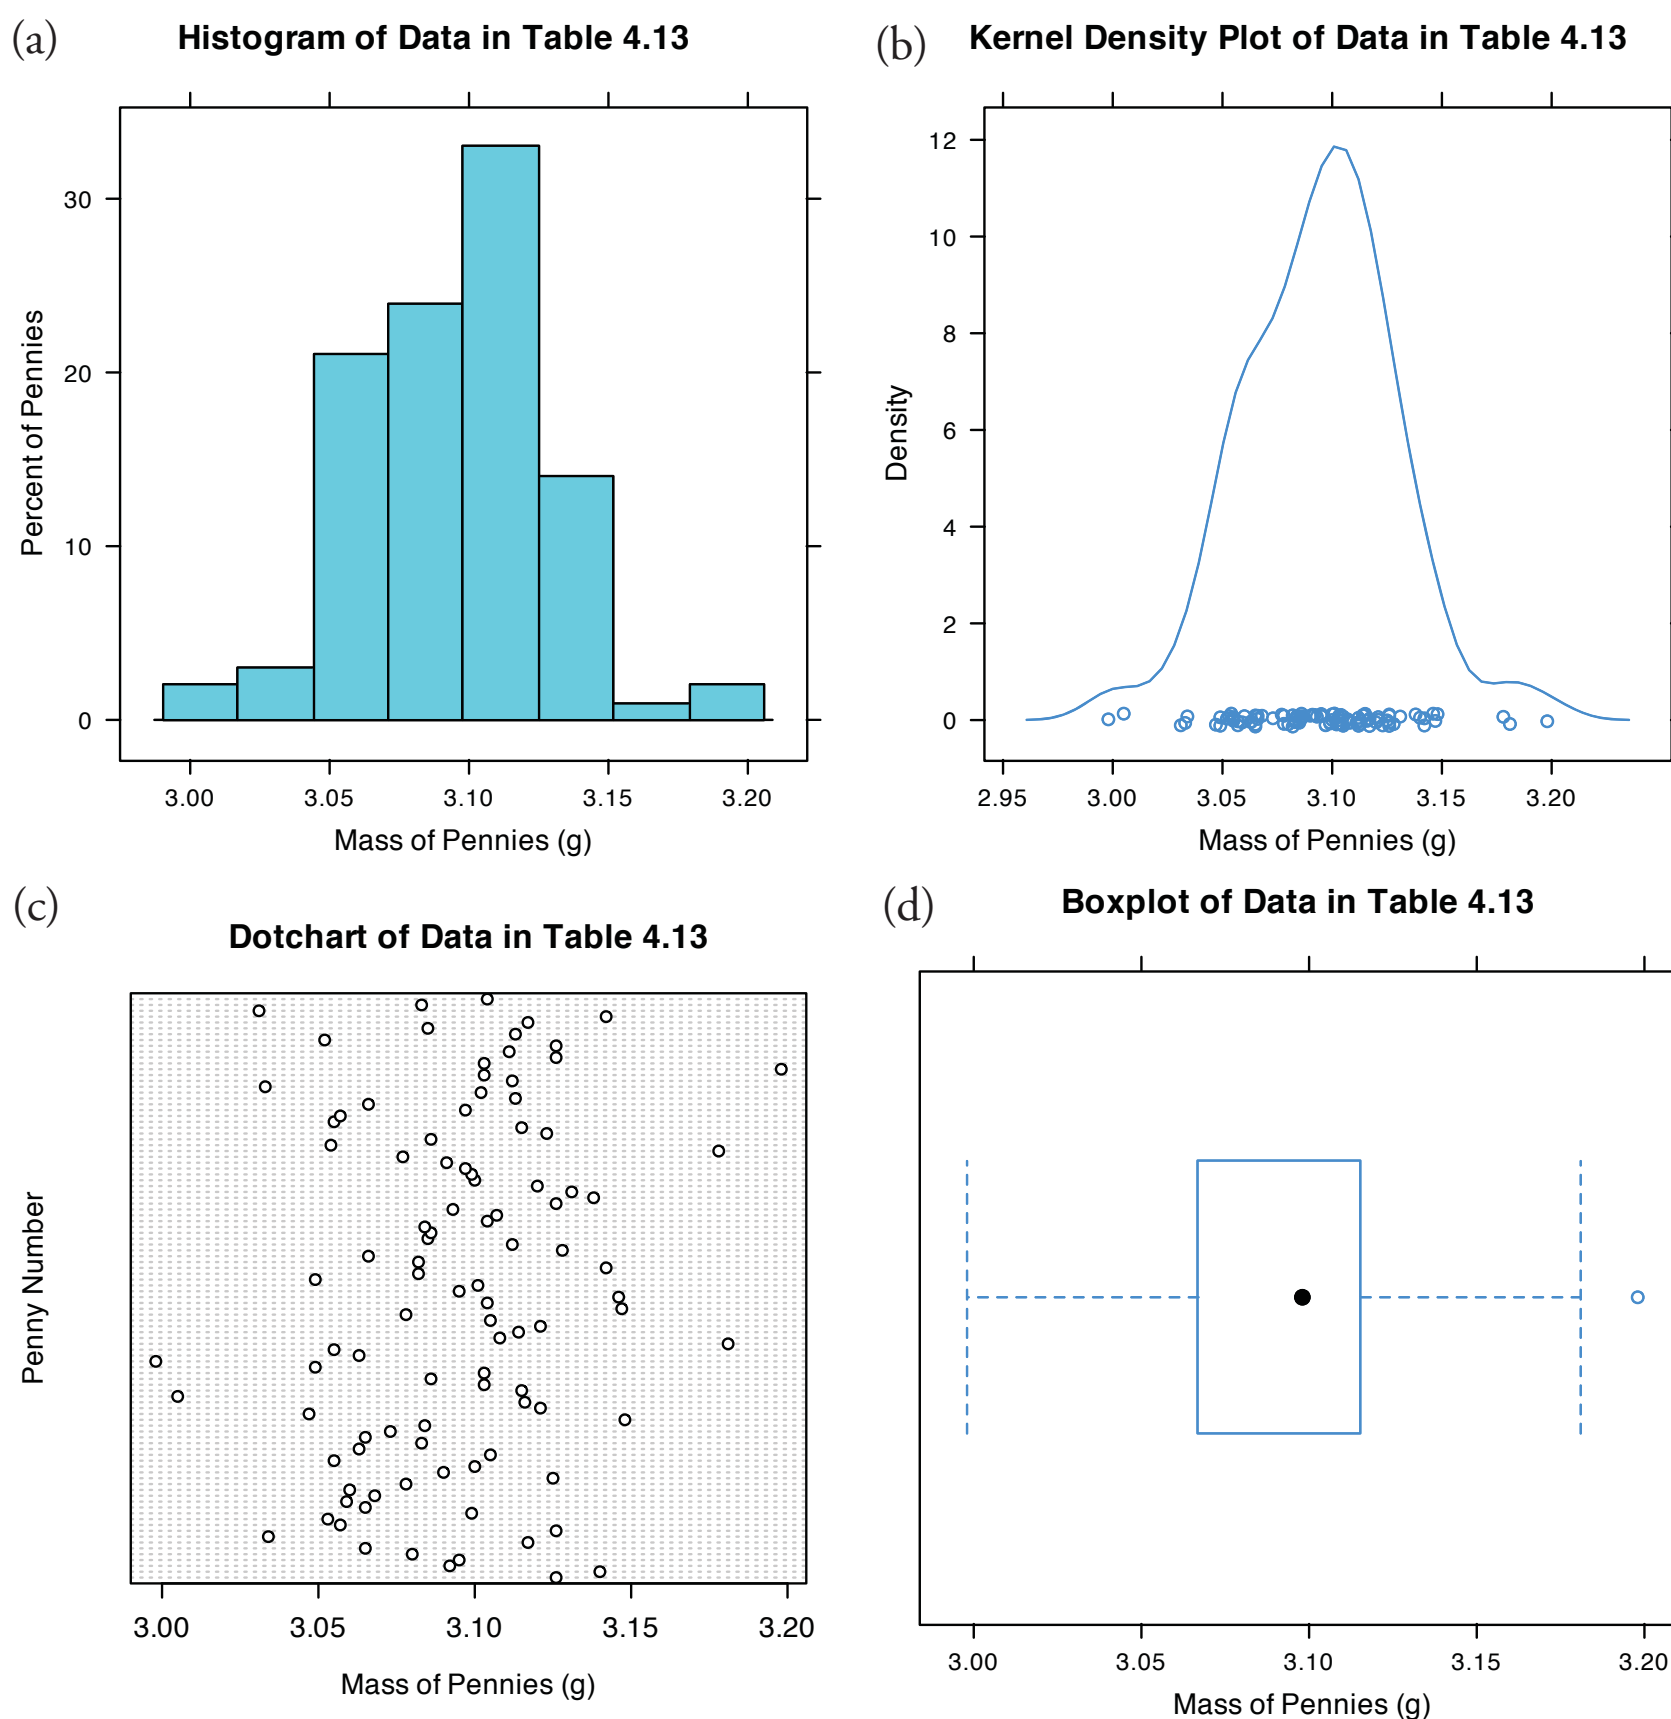 (a)
Histogram of Data in Table 4.13
Percent of Pennies
30
20
10
0
3.00 3.05 3.10 3.15 3.20
Mass of Pennies (g)
(b)
Kernel Density Plot of Data in Table 4.13
Density
12
10
8
6
4
2
0
2.95 3.00 3.05 3.10 3.15 3.20
Mass of Pennies (g)
(c)
Dotchart of Data in Table 4.13
Penny Number
3.00 3.05 3.10 3.15 3.20
Mass of Pennies (g)
(d)
Boxplot of Data in Table 4.13
3.00 3.05 3.10 3.15 3.20
Mass of Pennies (g)